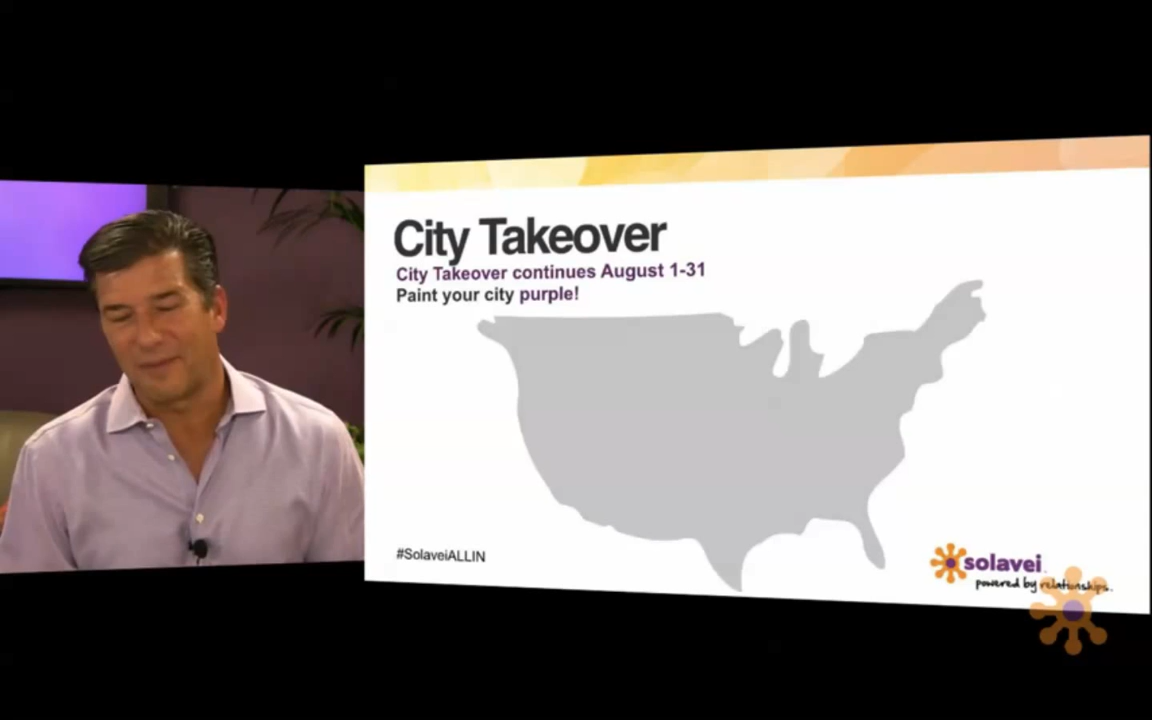 City Takeover
City Takeover continues August 1-31
Paint your city purple!
#SolaveiALLIN
solavei
powered by relationships.